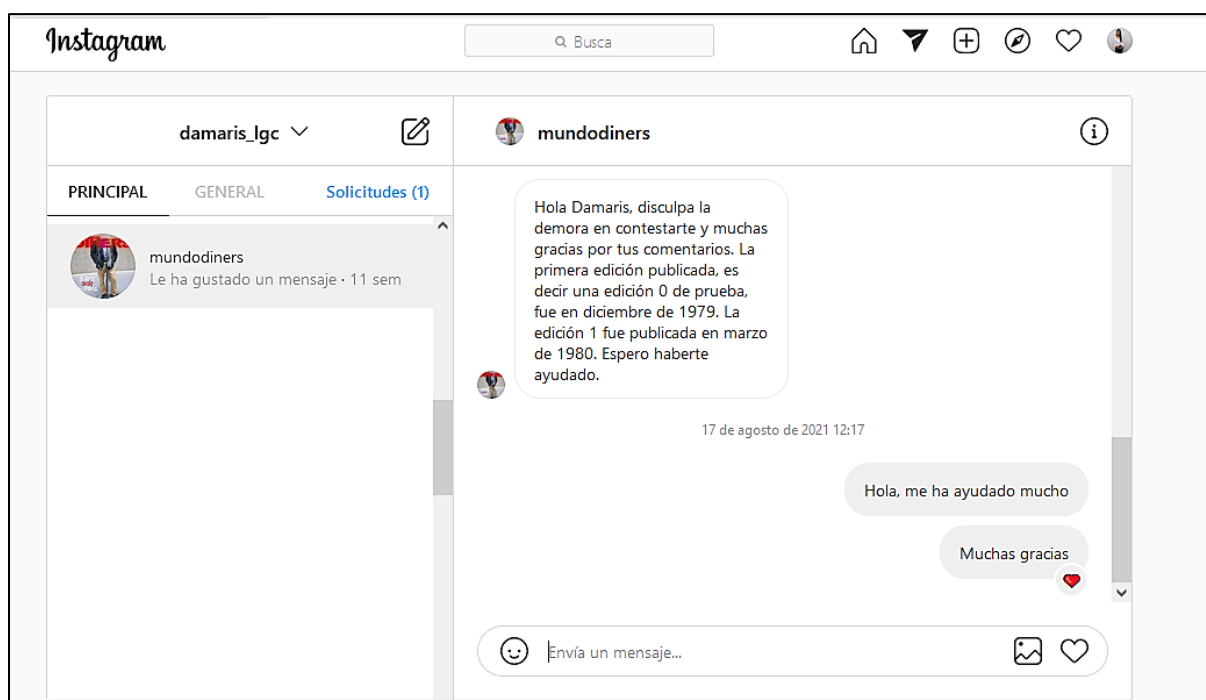 Instagram
Busca
damaris_lgc
mundodiners
PRINCIPAL GENERAL Solicitudes (1)
mundodiners
Le ha gustado un mensaje · 11 sem
Hola Damaris, disculpa la
demora en contestarte y muchas
gracias por tus comentarios. La
primera edición publicada, es
decir una edición 0 de prueba,
fue en diciembre de 1979. La
edición 1 fue publicada en marzo
de 1980. Espero haberte
ayudado.
17 de agosto de 2021 12:17
Hola, me ha ayudado mucho
Muchas gracias
Envía un mensaje...